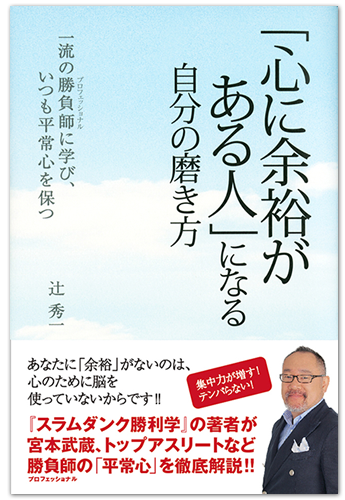 「心に余裕が
ある人」になる
自分の磨き方
一流の勝負師に学び、
プロフェッショナル
いつも平常心を保つ
辻 秀一
あなたに「余裕」がないのは、
心のために脳を
使っていないからです!!
集中力が増す!
テンパらない!
『スラムダンク勝利学』の著者が
宮本武蔵、トップアスリートなど
勝負師の「平常心」を徹底解説!!
プロフェッショナル